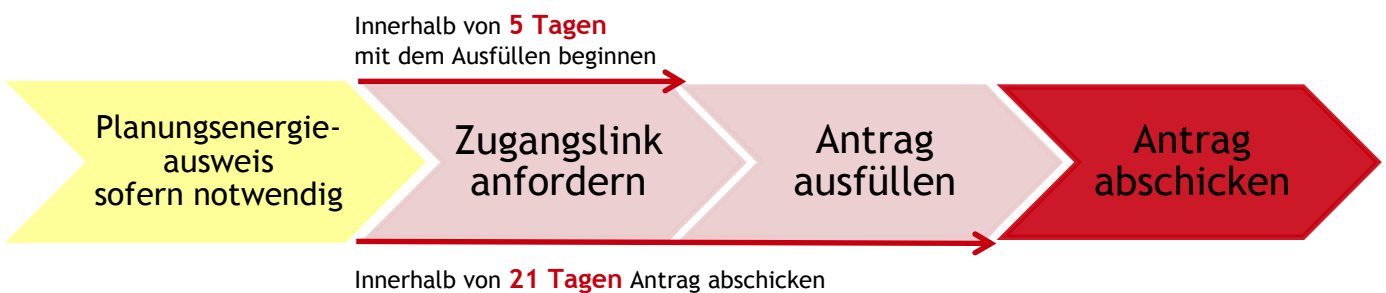 Innerhalb von 5 Tagen
mit dem Ausfüllen beginnen
Planungsenergie-
ausweis
sofern notwendig
Zugangslink
anfordern
Antrag
ausfüllen
Antrag
abschicken
Innerhalb von 21 Tagen Antrag abschicken